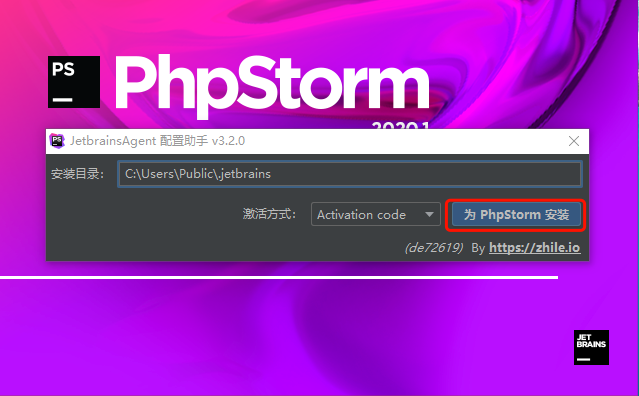 PS
PhpStorm
2020.1
PS JetbrainsAgent 配置助手 v3.2.0
安装目录： C:\Users\Public\.jetbrains
激活方式： Activation code 为 PhpStorm 安装
(de72619) By https://zhile.io
JET
BRAINS